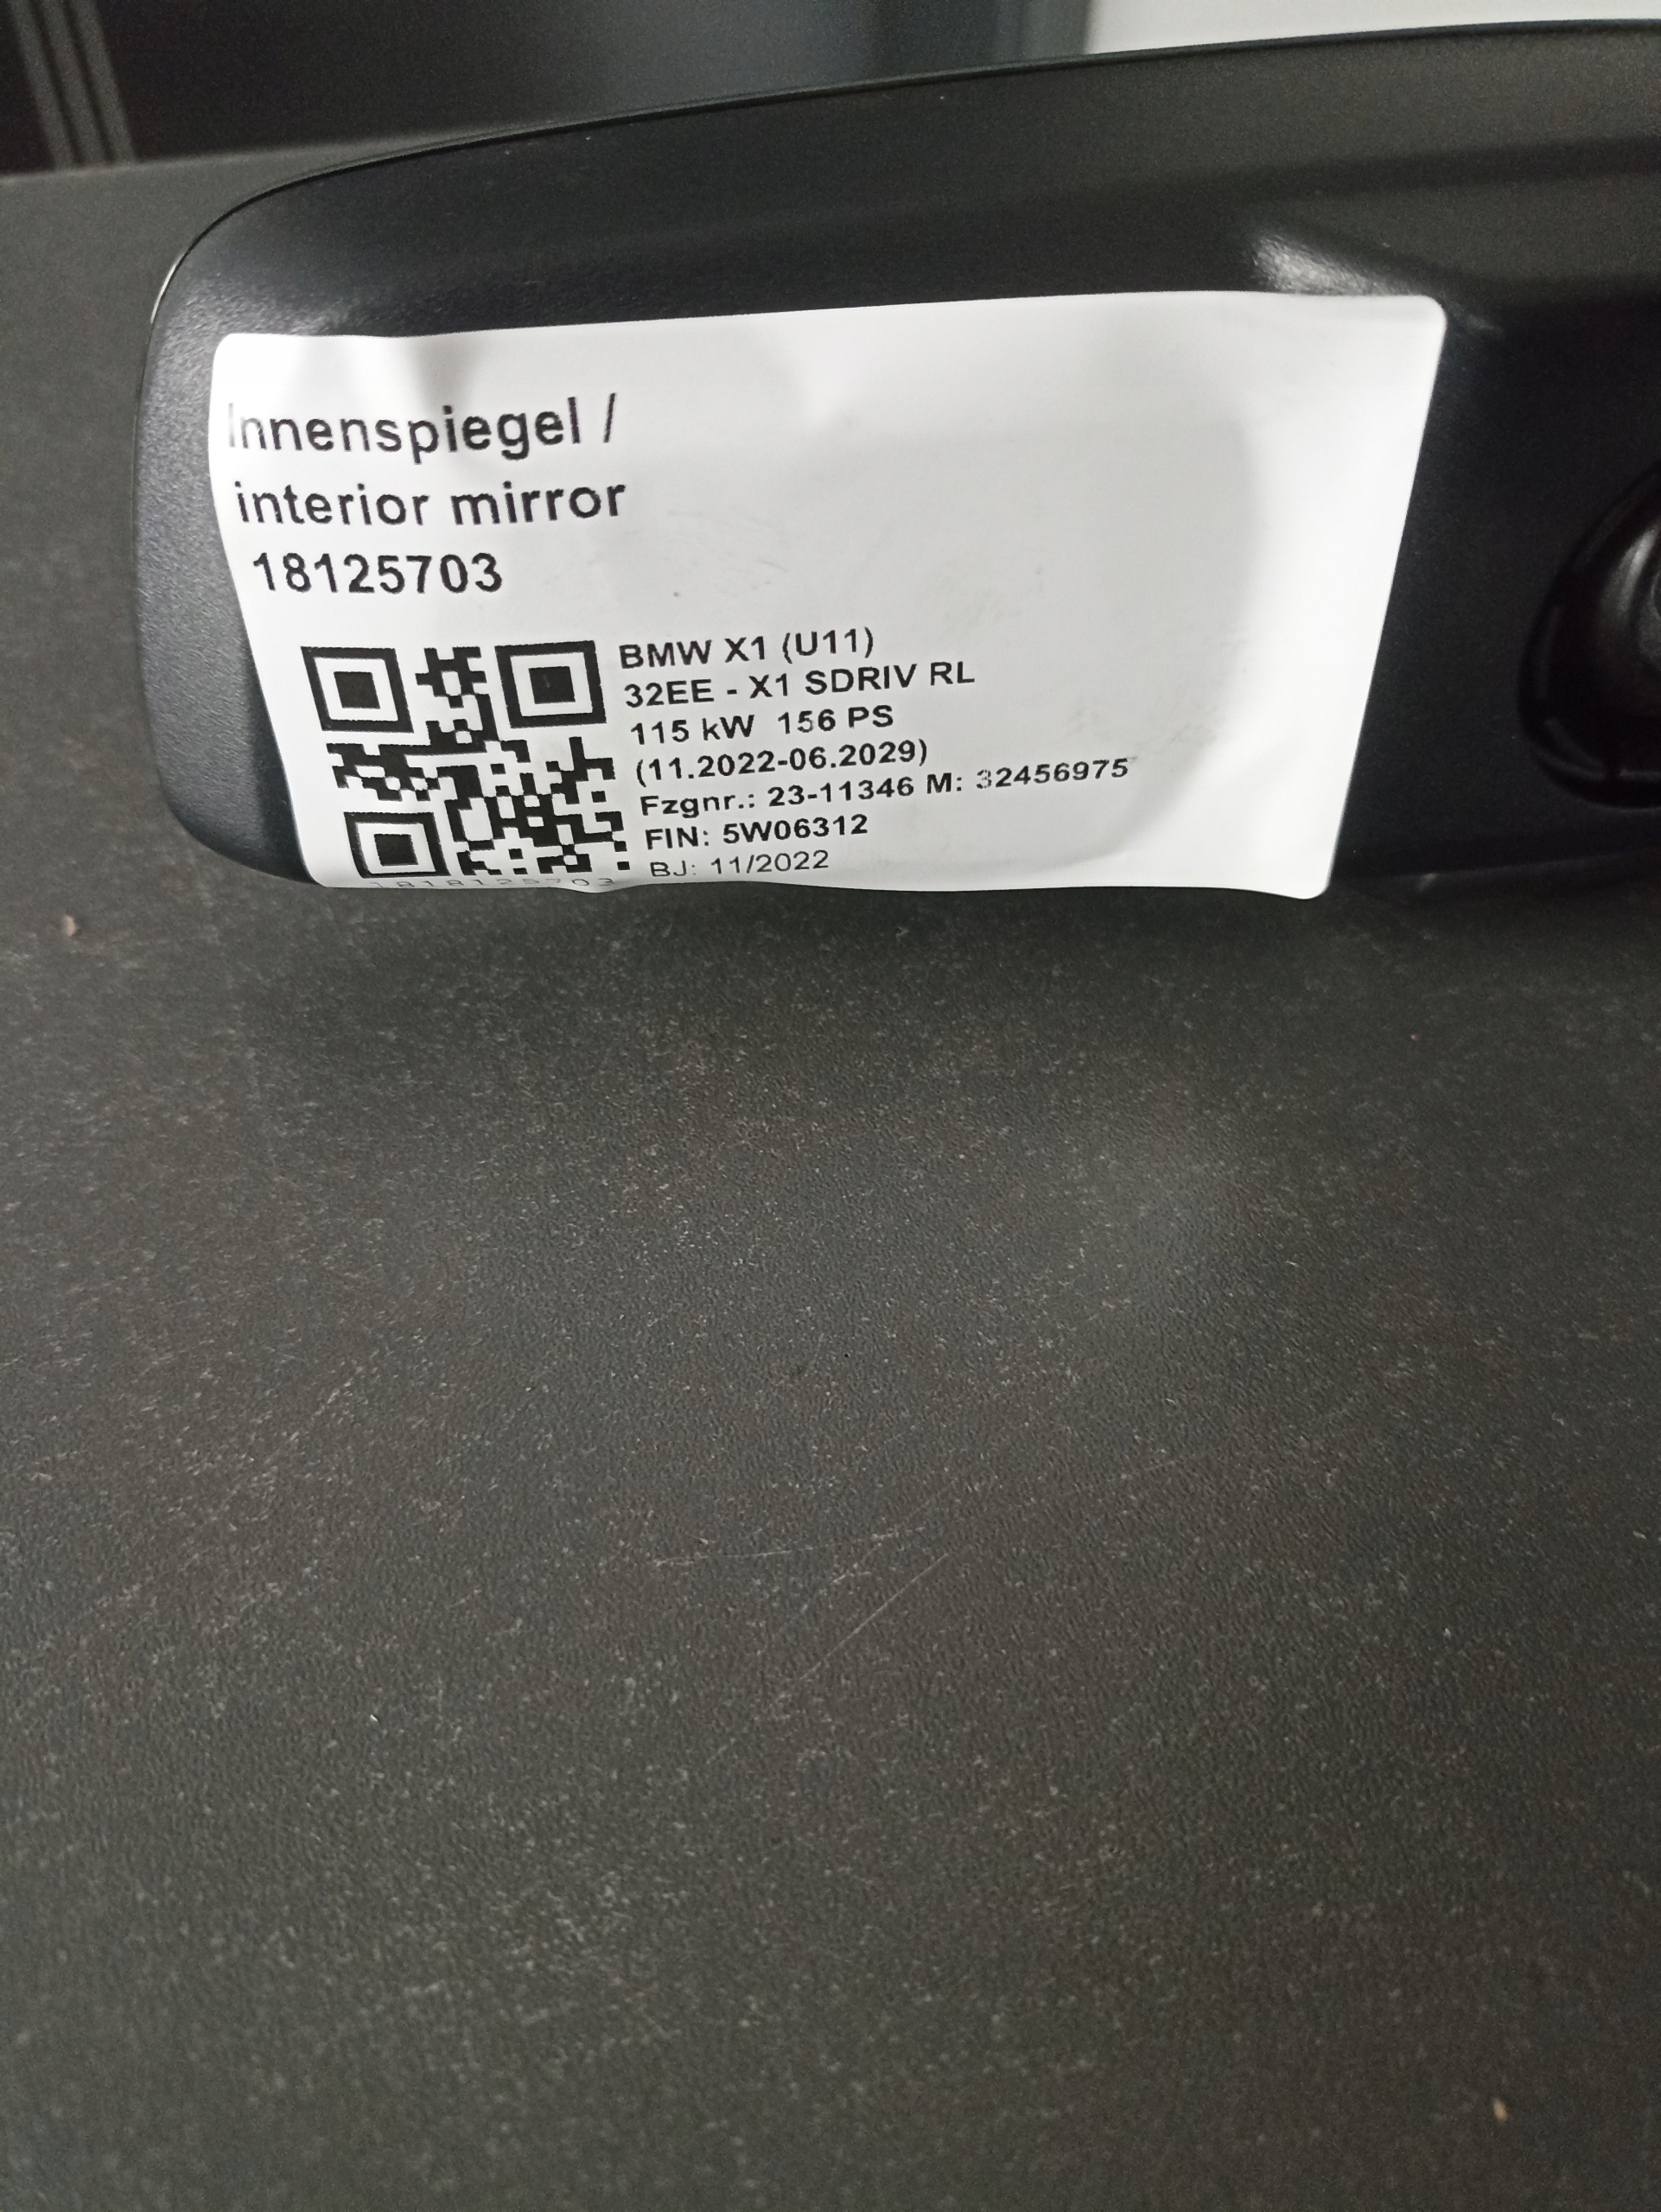 Innenspiegel /
interior mirror
18125703
BMW X1 (U11)
32EE - X1 SDRIV RL
115 kW 156 PS
(11.2022-06.2029)
Fzgnr.: 23-11346 M: 32456975
FIN: 5W06312
BJ: 11/2022
1818125703